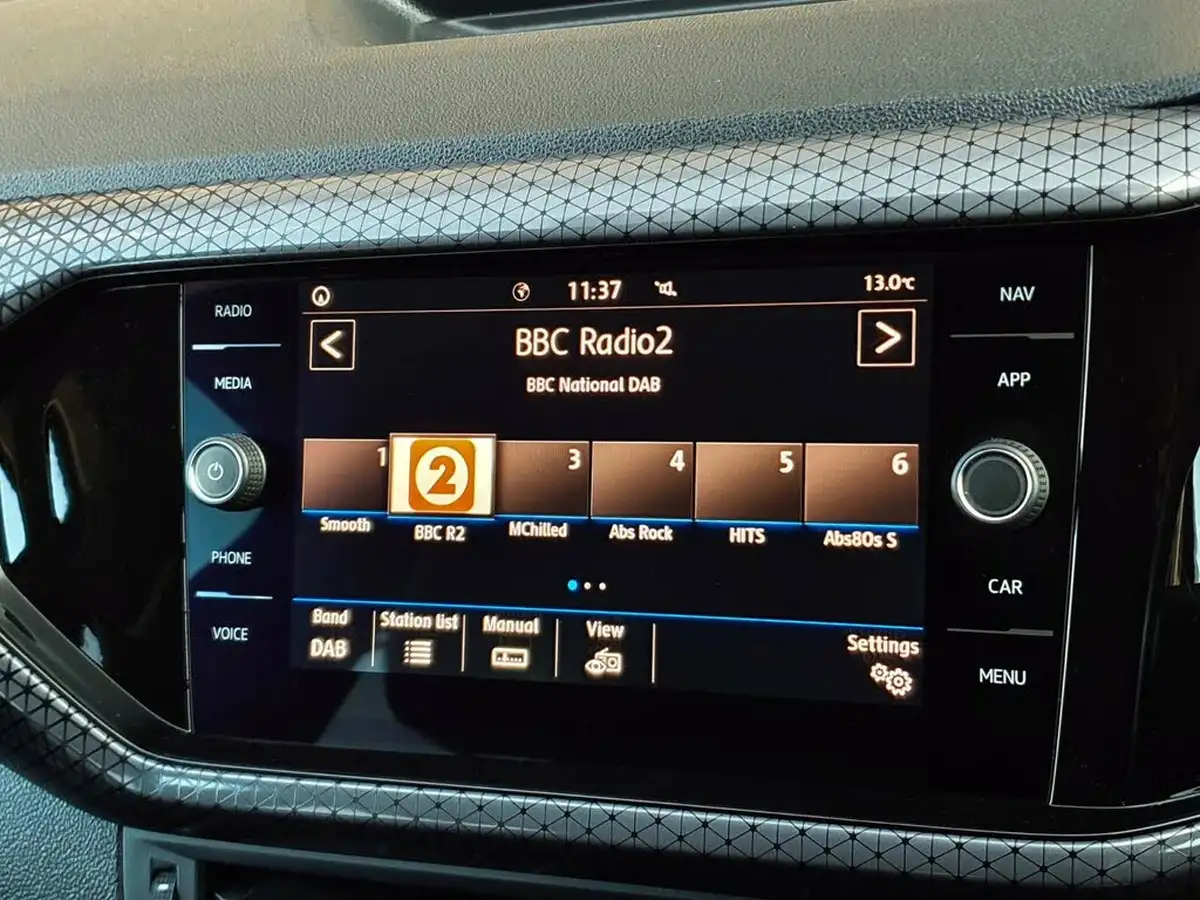 RADIO
MEDIA
PHONE
VOICE
11:37
13.0°C
<
BBC Radio2
>
BBC National DAB
1
2
3
4
5
6
Smooth
BBC R2
MChilled
Abs Rock
HITS
Abs80s S
Band
DAB
Station list
Manual
View
Settings
NAV
APP
CAR
MENU